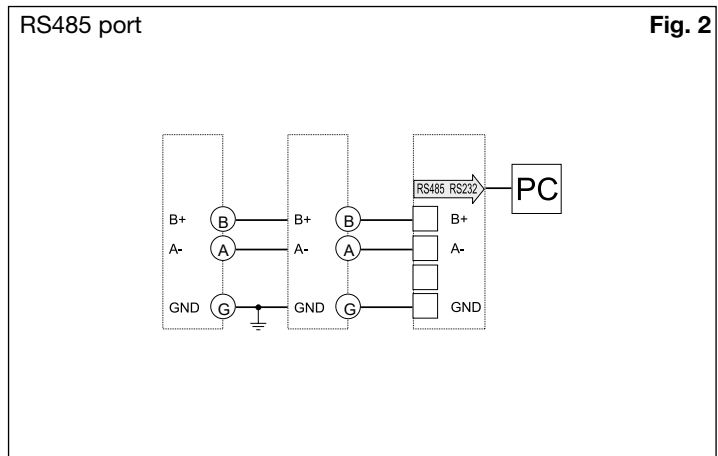 RS485 port Fig. 2
RS485 RS232 PC
B+ B B+ B B+
A- A A- A A-
GND G GND G GND